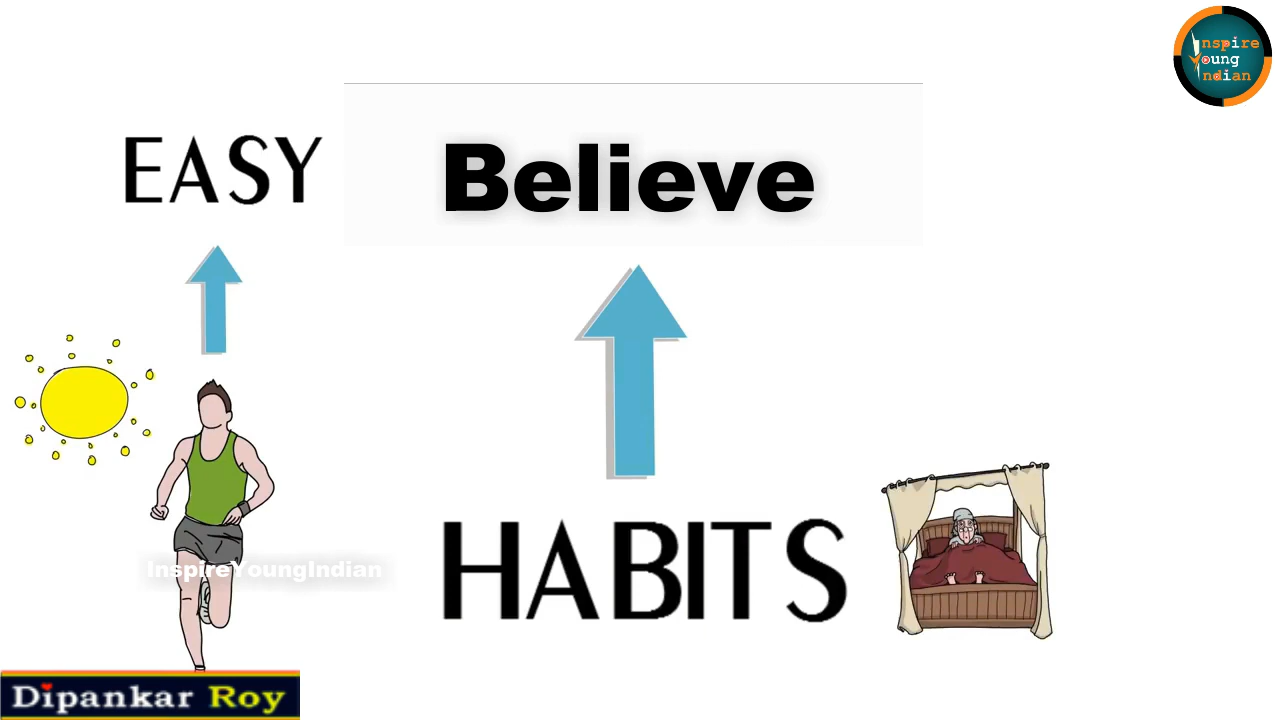 Inspire
Young
Indian
EASY
Believe
InspireYoungIndian
HABITS
Dipankar Roy